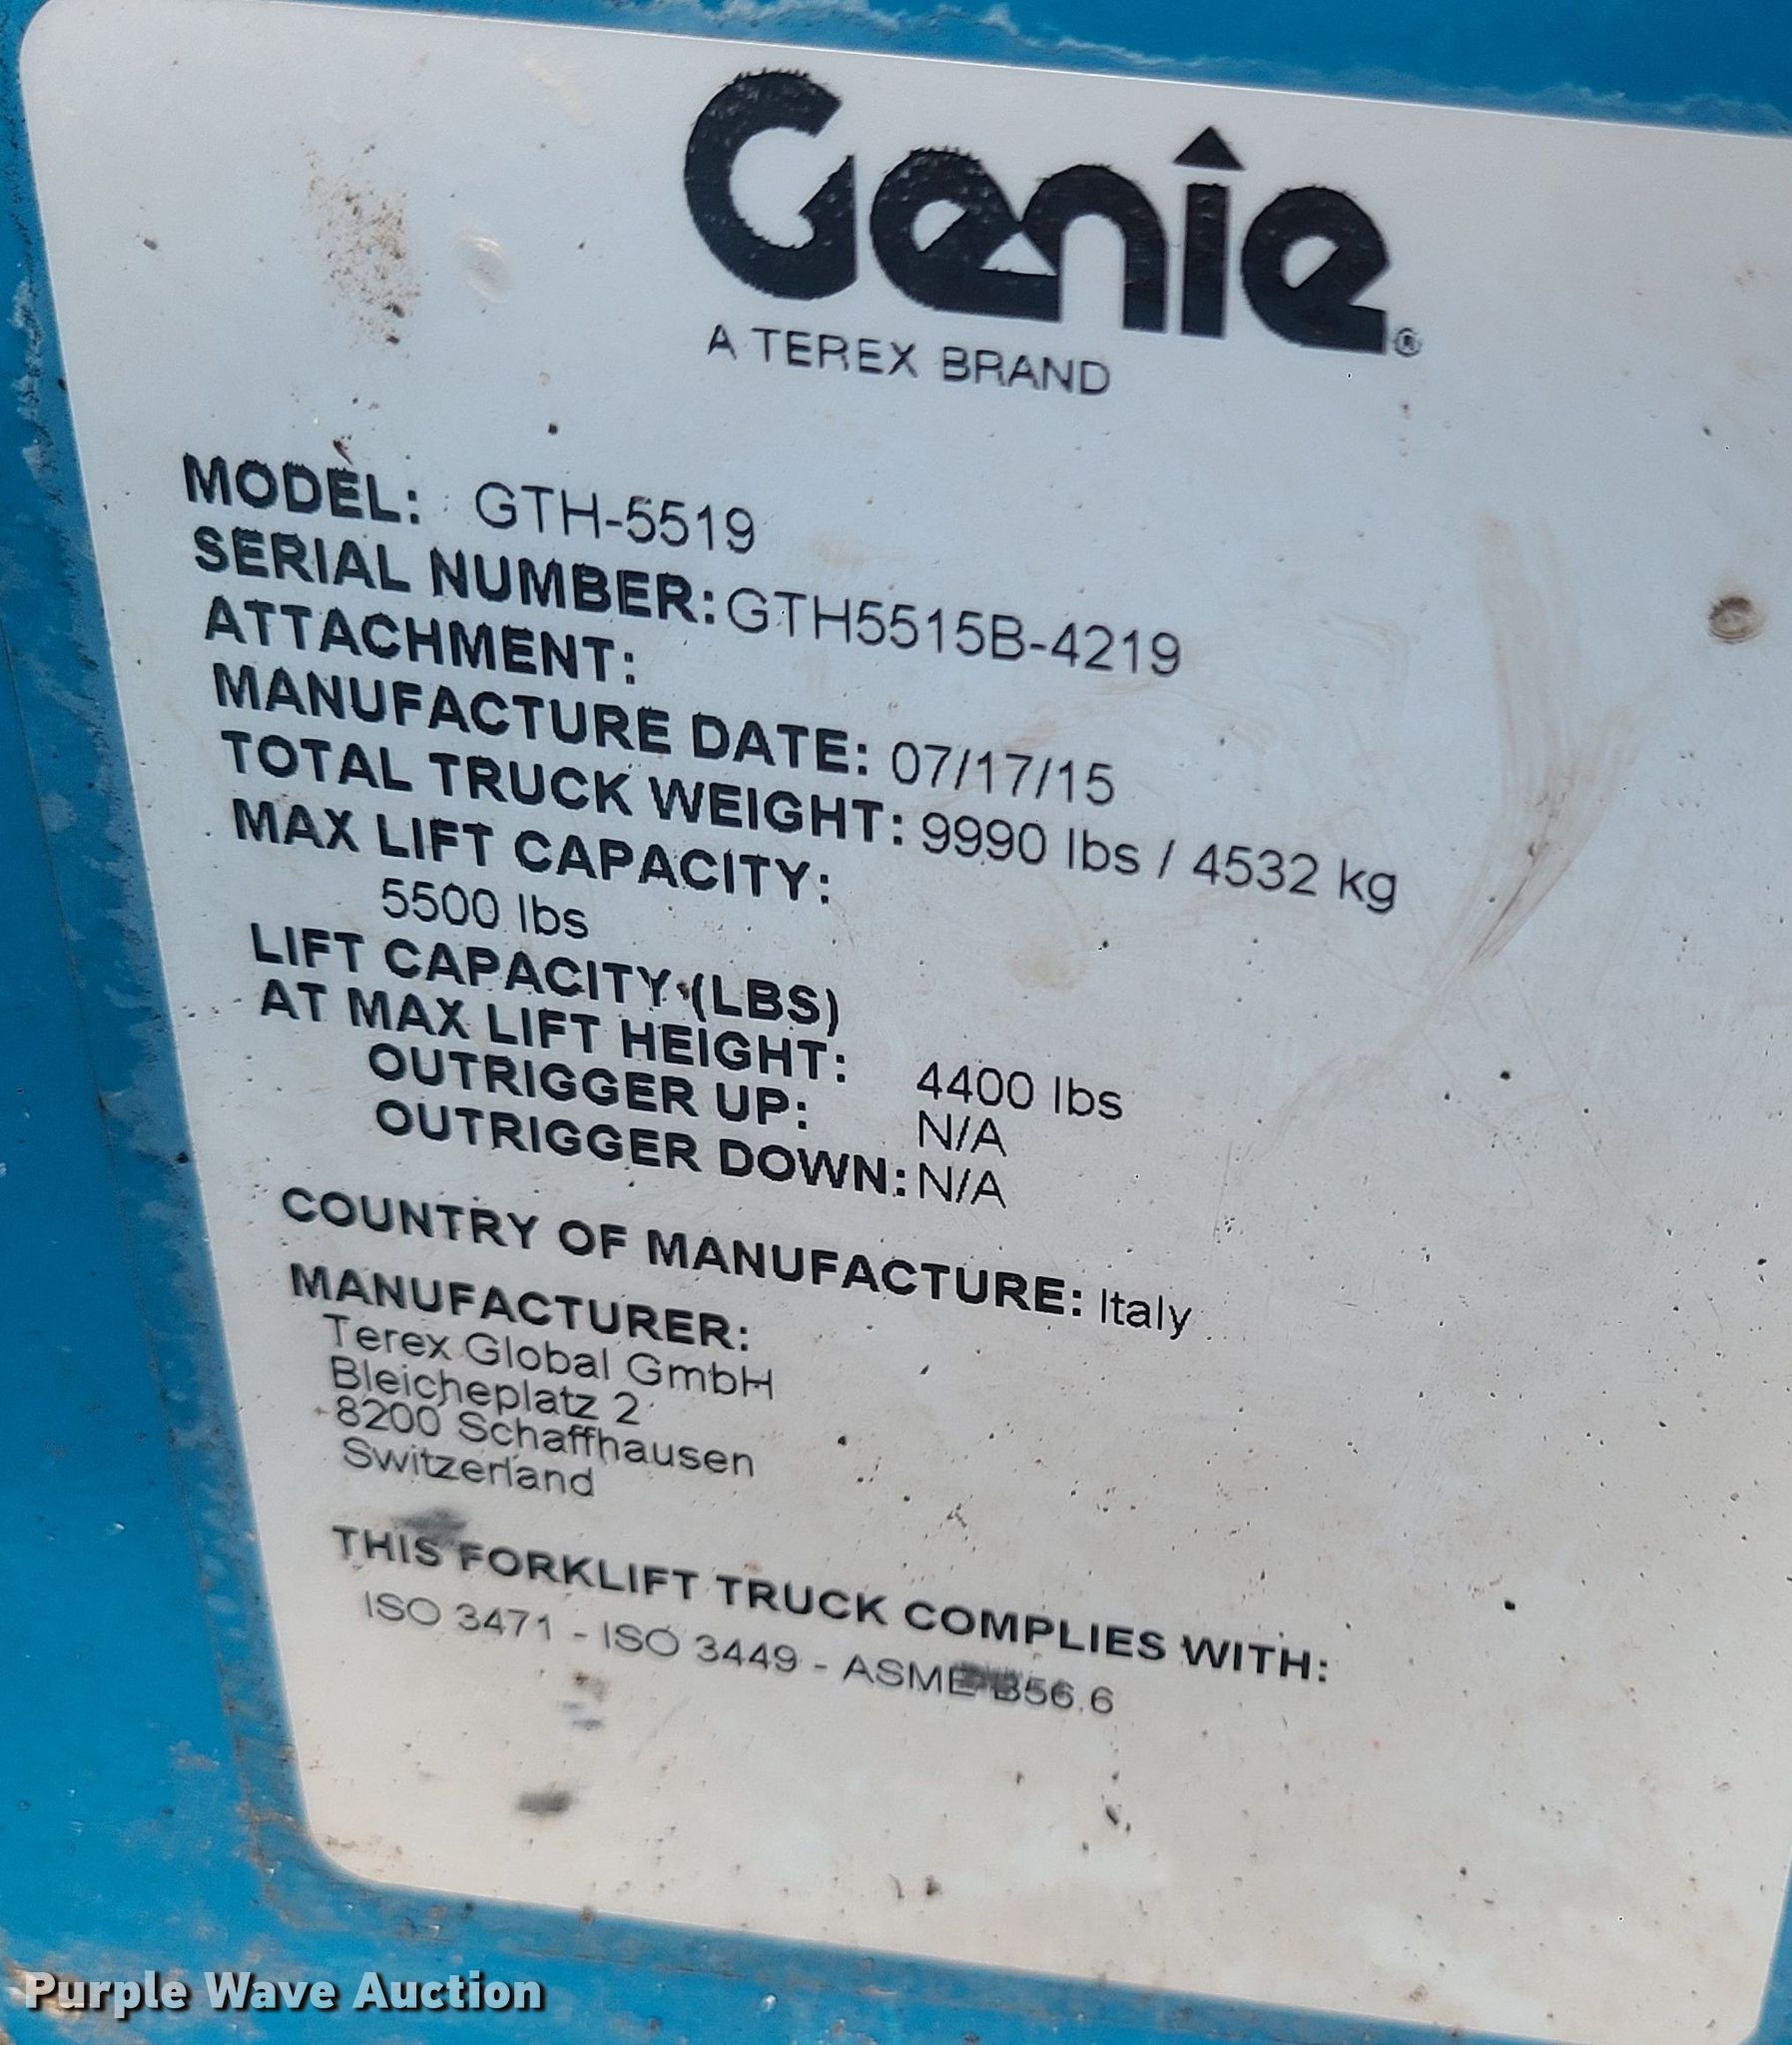 Genie®
A TEREX BRAND
MODEL: GTH-5519
SERIAL NUMBER: GTH5515B-4219
ATTACHMENT:
MANUFACTURE DATE: 07/17/15
TOTAL TRUCK WEIGHT: 9990 lbs / 4532 kg
MAX LIFT CAPACITY:
5500 lbs
LIFT CAPACITY (LBS)
AT MAX LIFT HEIGHT: 4400 lbs
OUTRIGGER UP: N/A
OUTRIGGER DOWN: N/A
COUNTRY OF MANUFACTURE: Italy
MANUFACTURER:
Terex Global GmbH
Bleicheplatz 2
8200 Schaffhausen
Switzerland
THIS FORKLIFT TRUCK COMPLIES WITH:
ISO 3471 - ISO 3449 - ASME B56.6
Purple Wave Auction